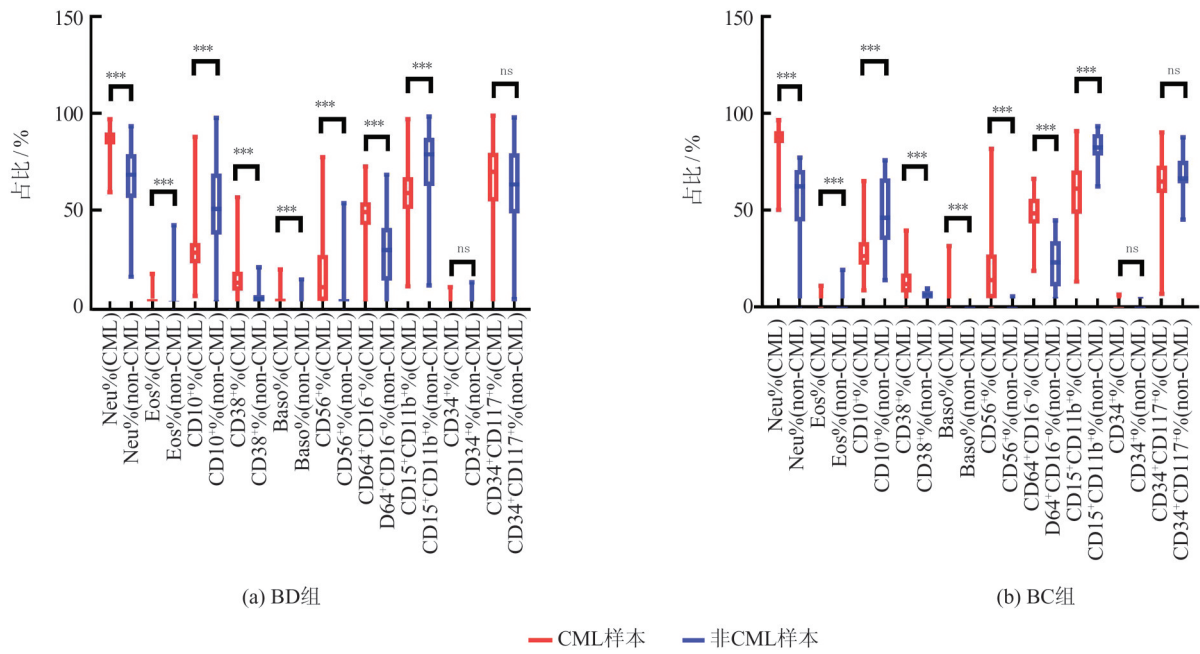 150
100
50
0
占比/%
***
***
***
***
***
***
***
***
ns
ns
Neu%(CML)
Neu%(non-CML)
Eos%(CML)
Eos%(non-CML)
CD10⁺%(CML)
CD10⁺%(non-CML)
CD38⁺%(CML)
CD38⁺%(non-CML)
Baso%(CML)
Baso%(non-CML)
CD56⁺%(CML)
CD56⁺%(non-CML)
CD64⁺CD16⁻%(CML)
D64⁺CD16⁻%(non-CML)
CD15⁺CD11b⁺%(CML)
CD15⁺CD11b⁺%(non-CML)
CD34⁺%(CML)
CD34⁺%(non-CML)
CD34⁺CD117⁺%(CML)
CD34⁺CD117⁺%(non-CML)
(a) BD组
150
100
50
0
占比/%
***
***
***
***
***
***
***
***
ns
ns
Neu%(CML)
Neu%(non-CML)
Eos%(CML)
Eos%(non-CML)
CD10⁺%(CML)
CD10⁺%(non-CML)
CD38⁺%(CML)
CD38⁺%(non-CML)
Baso%(CML)
Baso%(non-CML)
CD56⁺%(CML)
CD56⁺%(non-CML)
CD64⁺CD16⁻%(CML)
D64⁺CD16⁻%(non-CML)
CD15⁺CD11b⁺%(CML)
CD15⁺CD11b⁺%(non-CML)
CD34⁺%(CML)
CD34⁺%(non-CML)
CD34⁺CD117⁺%(CML)
CD34⁺CD117⁺%(non-CML)
(b) BC组
CML样本
非CML样本